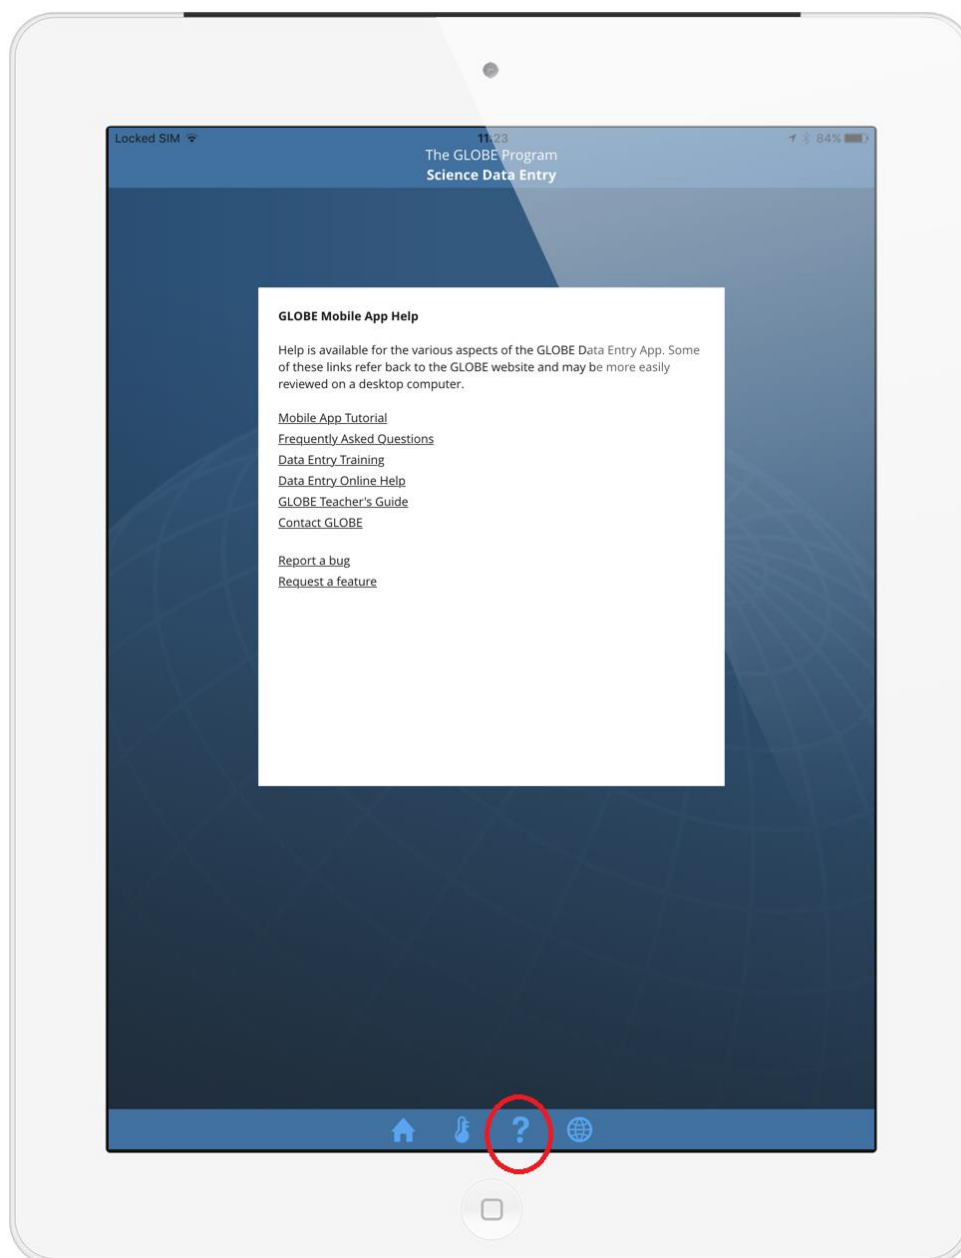 Locked SIM 11:23 84%
The GLOBE Program
Science Data Entry
GLOBE Mobile App Help
Help is available for the various aspects of the GLOBE Data Entry App. Some
of these links refer back to the GLOBE website and may be more easily
reviewed on a desktop computer.
Mobile App Tutorial
Frequently Asked Questions
Data Entry Training
Data Entry Online Help
GLOBE Teacher's Guide
Contact GLOBE
Report a bug
Request a feature
?